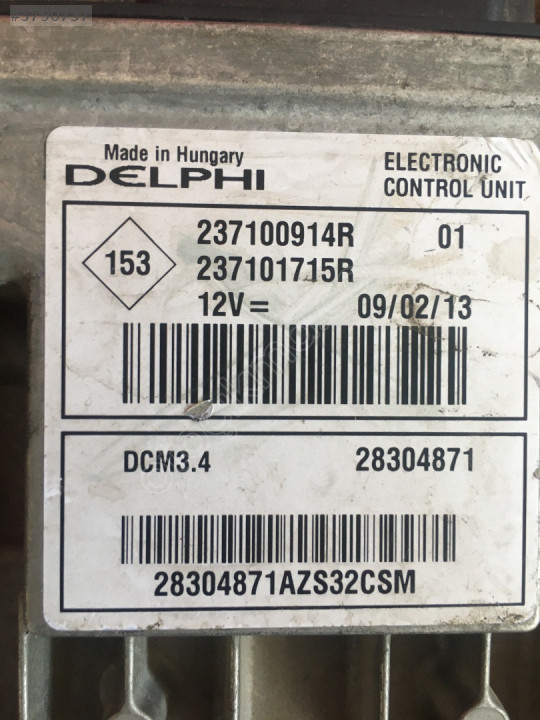 Made in Hungary
DELPHI
ELECTRONIC
CONTROL UNIT
153
237100914R 01
237101715R
12V = 09/02/13
DCM3.4 28304871
28304871AZS32CSM